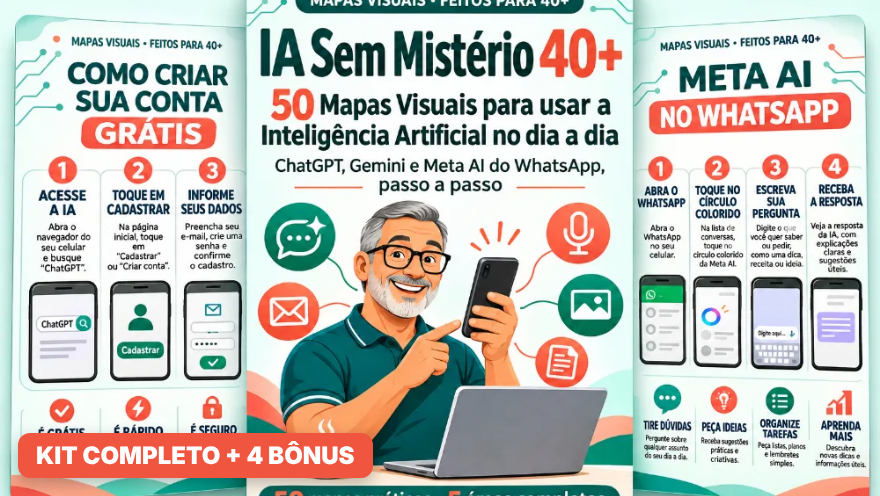 MAPAS VISUAIS • FEITOS PARA 40+
COMO CRIAR
SUA CONTA
GRÁTIS
1
ACESSE
A IA
Abra o
navegador do
seu celular
e busque
"ChatGPT".
ChatGPT
2
TOQUE EM
CADASTRAR
Na página
inicial, toque
em
"Cadastrar"
ou "Criar conta".
Cadastrar
3
INFORME
SEUS DADOS
Preencha seu
e-mail, crie uma
senha e
confirme
o cadastro.
É GRÁTIS
É RÁPIDO
É SEGURO
MAPAS VISUAIS • FEITOS PARA 40+
IA Sem Mistério 40+
50 Mapas Visuais para usar a
Inteligência Artificial no dia a dia
ChatGPT, Gemini e Meta AI do WhatsApp,
passo a passo
MAPAS VISUAIS • FEITOS PARA 40+
META AI
NO WHATSAPP
1
ABRA O
WHATSAPP
Abra o
WhatsApp
no seu
celular.
2
TOQUE NO
CÍRCULO
COLORIDO
Na lista de
conversas,
toque no
círculo colorido
da Meta AI.
3
ESCREVA
SUA
PERGUNTA
Digite o que
você quer saber
ou pedir,
como uma dica,
receita ou ideia.
Digite aqui...
4
RECEBA
A RESPOSTA
Veja a resposta
da IA, com
explicações
claras e
sugestões
úteis.
TIRE DÚVIDAS
Pergunte sobre
qualquer assunto
do seu dia a dia.
PEÇA IDEIAS
Receba sugestões
práticas e
criativas.
ORGANIZE
TAREFAS
Peça listas, planos
e lembretes
simples.
APRENDA
MAIS
Descubra
novas dicas e
informações úteis.
KIT COMPLETO + 4 BÔNUS